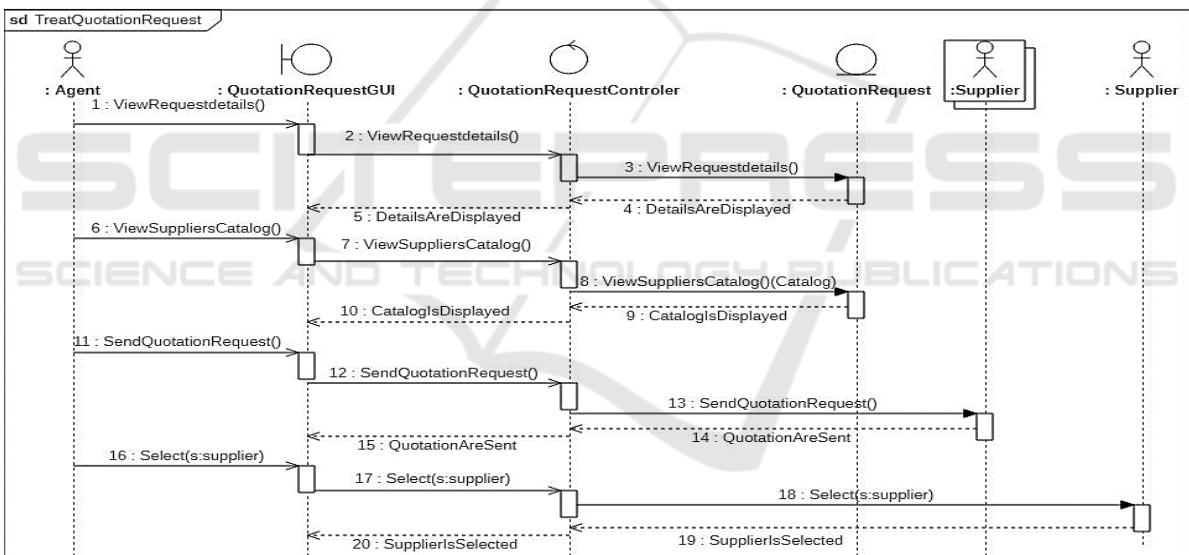 sd TreatQuotationRequest
: Agent
: QuotationRequestGUI
: QuotationRequestControler
: QuotationRequest
:Supplier
: Supplier
1 : ViewRequestdetails()
2 : ViewRequestdetails()
3 : ViewRequestdetails()
4 : DetailsAreDisplayed
5 : DetailsAreDisplayed
6 : ViewSuppliersCatalog()
7 : ViewSuppliersCatalog()
8 : ViewSuppliersCatalog()(Catalog)
9 : CatalogIsDisplayed
10 : CatalogIsDisplayed
11 : SendQuotationRequest()
12 : SendQuotationRequest()
13 : SendQuotationRequest()
14 : QuotationAreSent
15 : QuotationAreSent
16 : Select(s:supplier)
17 : Select(s:supplier)
18 : Select(s:supplier)
19 : SupplierIsSelected
20 : SupplierIsSelected
SCITEPRESS
SCIENCE AND TECHNOLOGY PUBLICATIONS